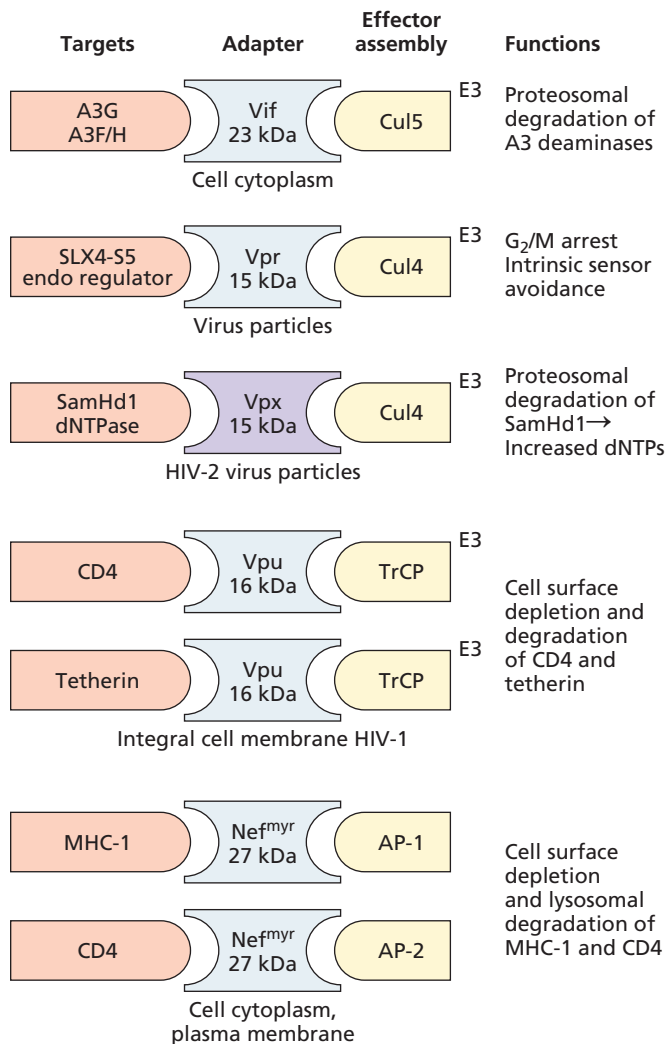 Targets
Adapter
Effector
assembly
Functions
A3G
A3F/H
Vif
23 kDa
Cul5
E3
Proteosomal
degradation of
A3 deaminases
Cell cytoplasm
SLX4-S5
endo regulator
Vpr
15 kDa
Cul4
E3
G₂/M arrest
Intrinsic sensor
avoidance
Virus particles
SamHd1
dNTPase
Vpx
15 kDa
Cul4
E3
Proteosomal
degradation of
SamHd1→
Increased dNTPs
HIV-2 virus particles
CD4
Vpu
16 kDa
TrCP
E3
Tetherin
Vpu
16 kDa
TrCP
E3
Cell surface
depletion and
degradation
of CD4 and
tetherin
Integral cell membrane HIV-1
MHC-1
Nefᵐʸʳ
27 kDa
AP-1
CD4
Nefᵐʸʳ
27 kDa
AP-2
Cell surface
depletion
and lysosomal
degradation of
MHC-1 and CD4
Cell cytoplasm,
plasma membrane